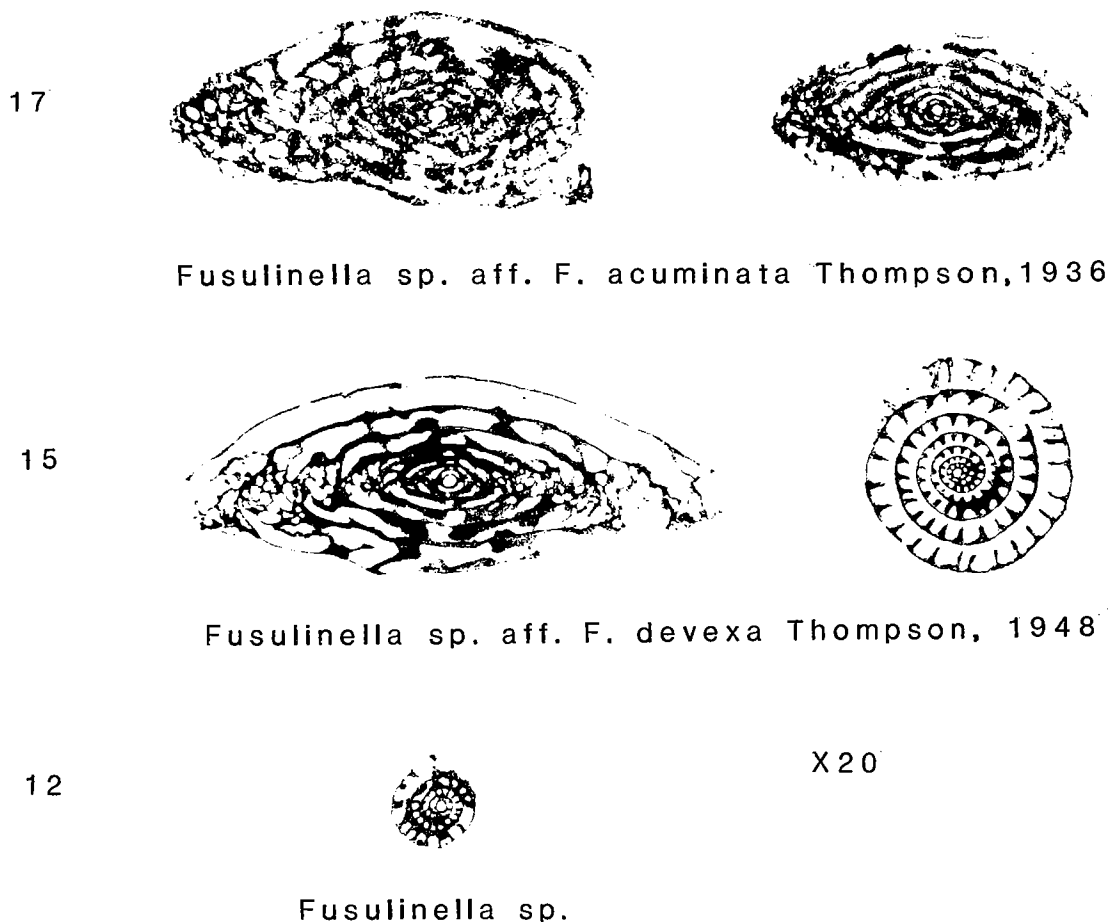 17
Fusulinella sp. aff. F. acuminata Thompson,1936
15
Fusulinella sp. aff. F. devexa Thompson, 1948
12
X20
Fusulinella sp.